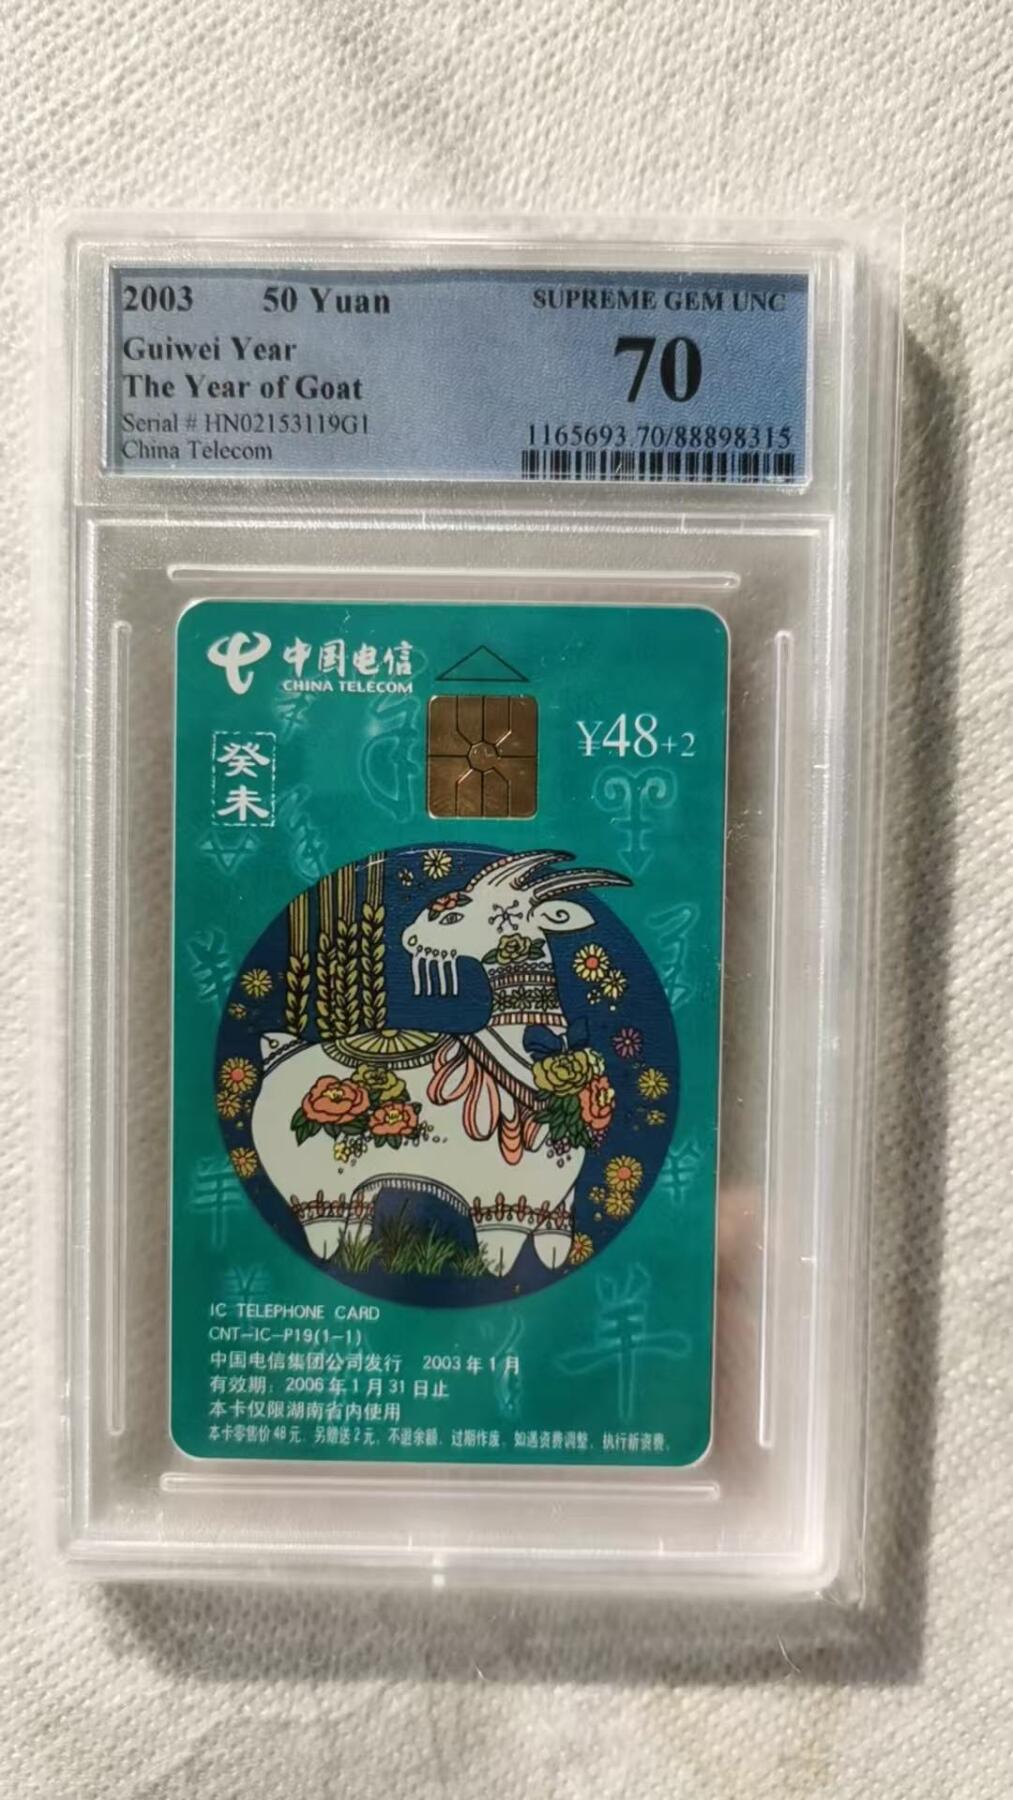 2003 50 Yuan
SUPREME GEM UNC
Guiwei Year
70
The Year of Goat
Serial # HN02153119G1
1165693.70/88898315
China Telecom
中国电信
CHINA TELECOM
¥48+2
癸未
羊
羊
羊
IC TELEPHONE CARD
CNT-IC-P19(1-1)
中国电信集团公司发行 2003年1月
有效期：2006年1月31日止
本卡仅限湖南省内使用
本卡零售价48元，另赠送2元，不退余额，过期作废，如遇资费调整，执行新资费。